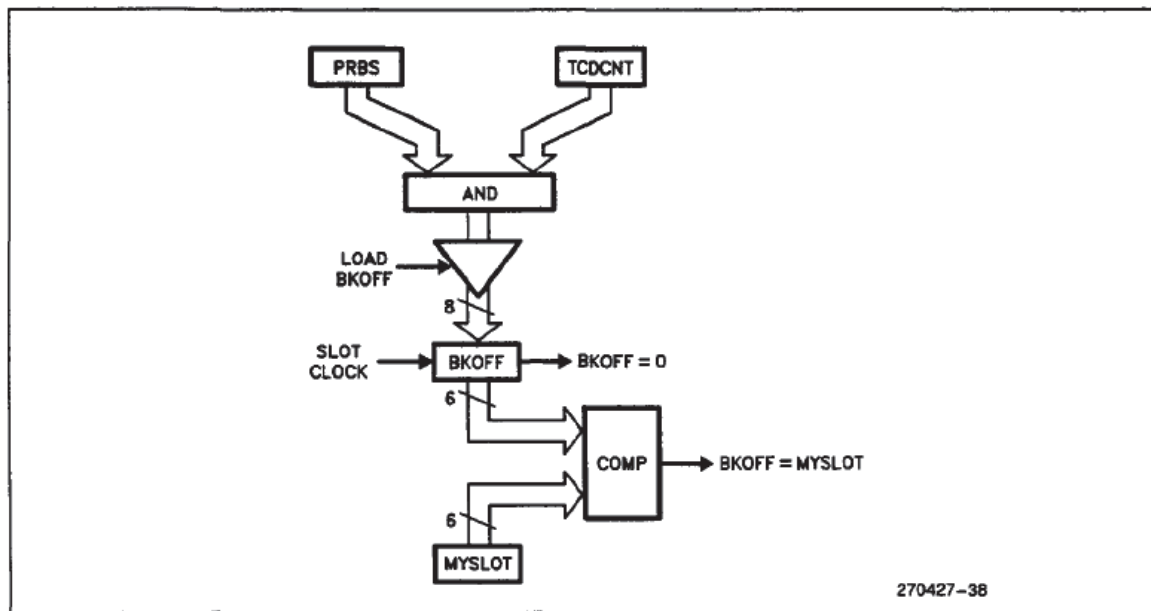 PRBS
TCDCNT
AND
LOAD
BKOFF
8
SLOT
CLOCK
BKOFF
BKOFF = 0
6
COMP
BKOFF = MYSLOT
6
MYSLOT
270427-38